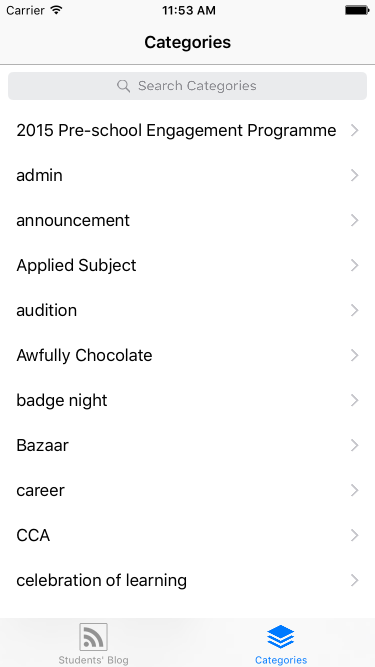 Carrier 11:53 AM
Categories
Search Categories
2015 Pre-school Engagement Programme
admin
announcement
Applied Subject
audition
Awfully Chocolate
badge night
Bazaar
career
CCA
celebration of learning
Students' Blog Categories